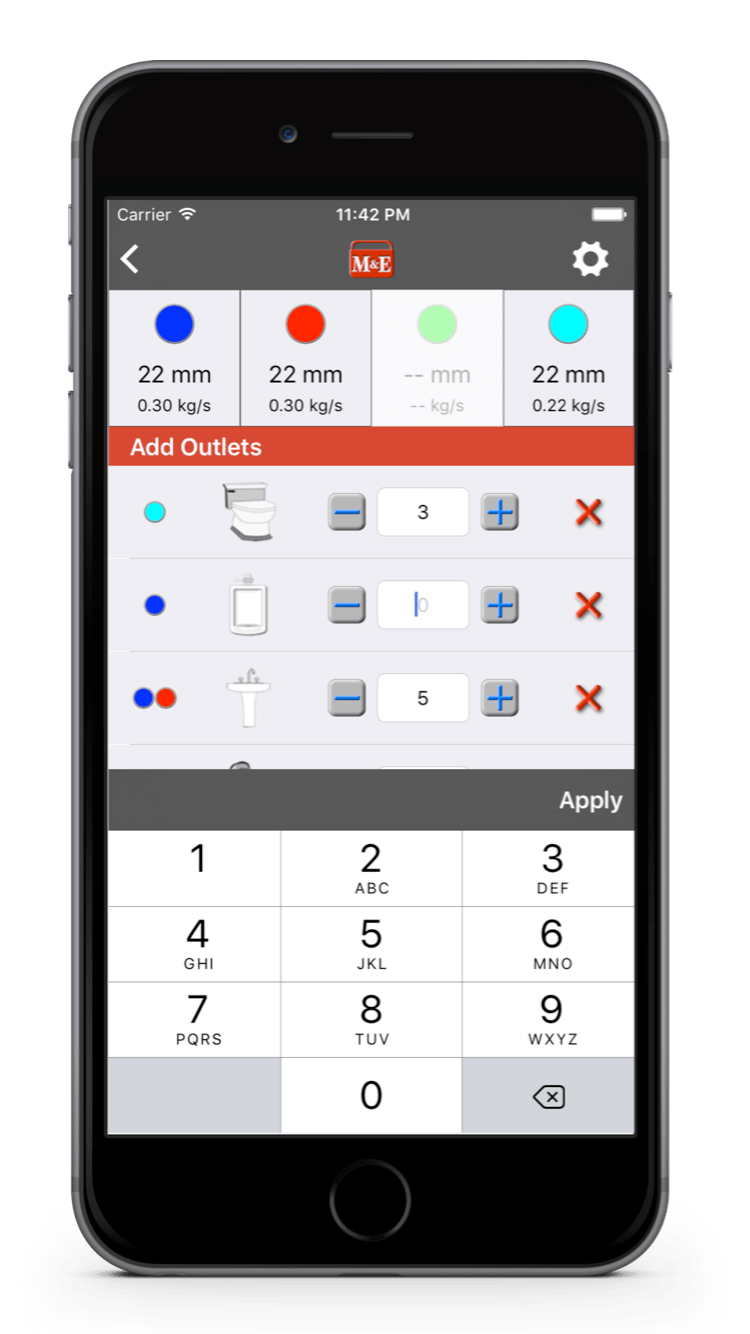 Carrier 11:42 PM
M&E
22 mm 22 mm -- mm 22 mm
0.30 kg/s 0.30 kg/s -- kg/s 0.22 kg/s
Add Outlets
3
0
5
Apply
1 2 3
ABC DEF
4 5 6
GHI JKL MNO
7 8 9
PQRS TUV WXYZ
0